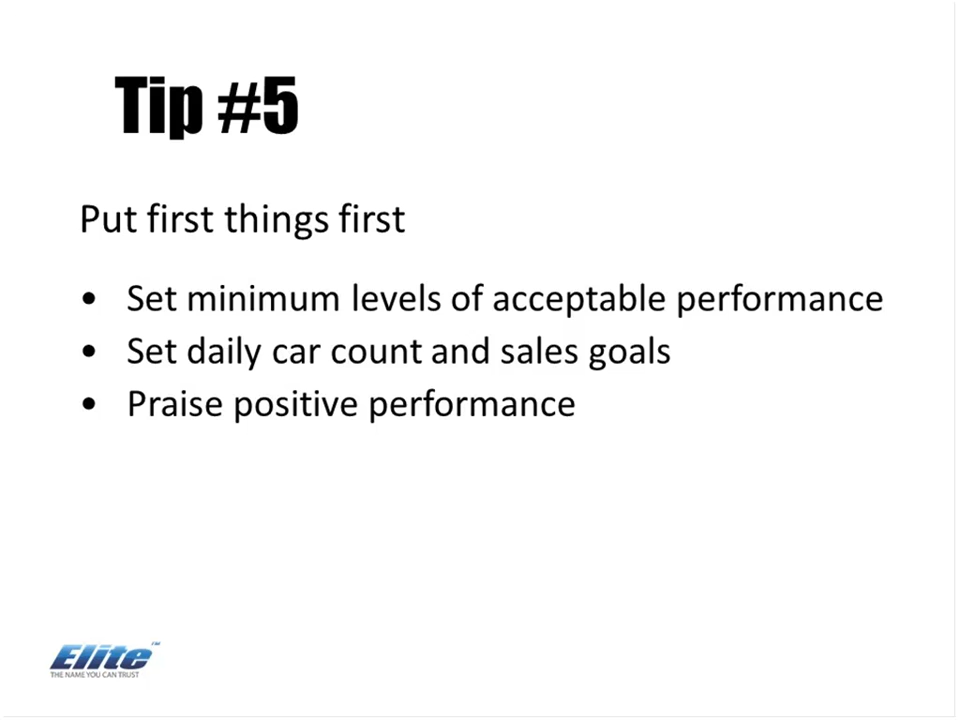 Tip #5
Put first things first
• Set minimum levels of acceptable performance
• Set daily car count and sales goals
• Praise positive performance
Elite™
THE NAME YOU CAN TRUST